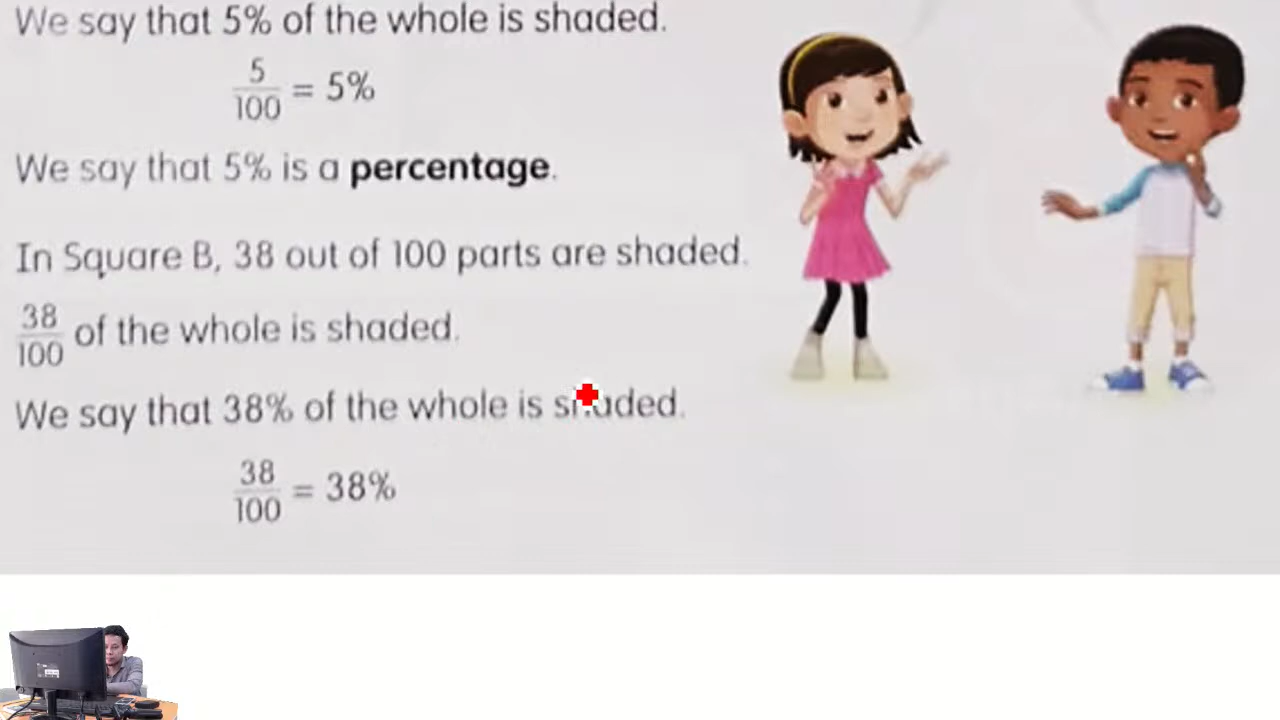 We say that 5% of the whole is shaded.
5/100 = 5%
We say that 5% is a percentage.
In Square B, 38 out of 100 parts are shaded.
38/100 of the whole is shaded.
We say that 38% of the whole is shaded.
38/100 = 38%